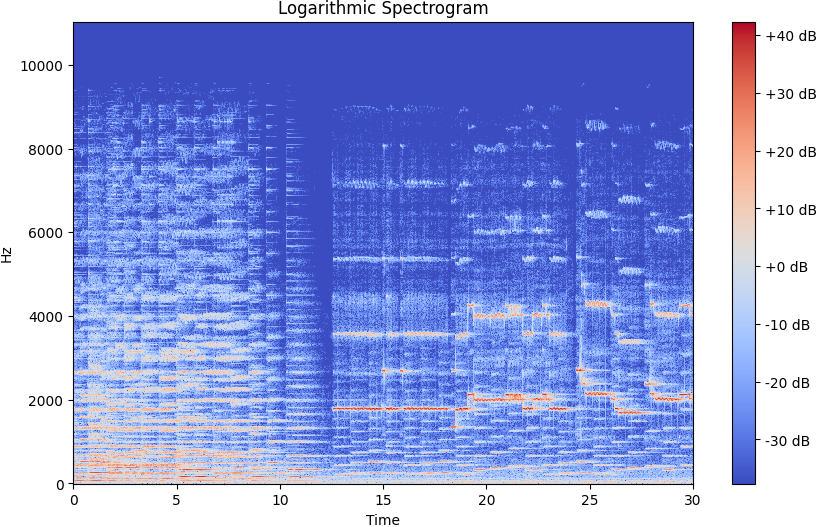 Logarithmic Spectrogram
Hz
10000
8000
6000
4000
2000
0
0 5 10 15 20 25 30
Time
+40 dB
+30 dB
+20 dB
+10 dB
+0 dB
-10 dB
-20 dB
-30 dB